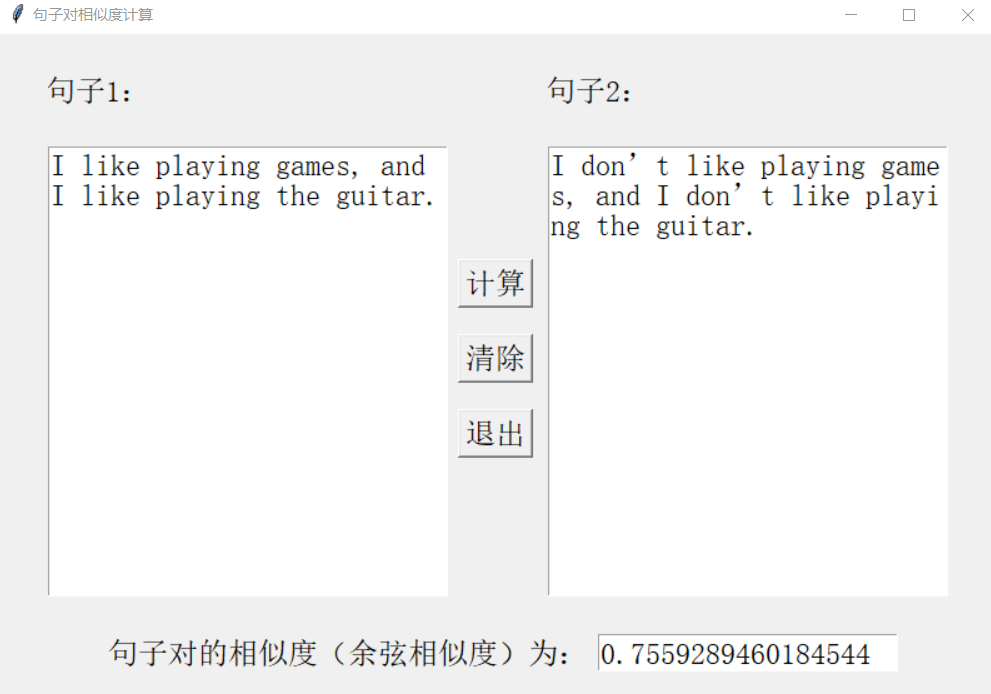 句子对相似度计算
句子1：
句子2：
I like playing games, and
I like playing the guitar.
I don’t like playing game
s, and I don’t like playi
ng the guitar.
计算
清除
退出
句子对的相似度（余弦相似度）为：
0.7559289460184544